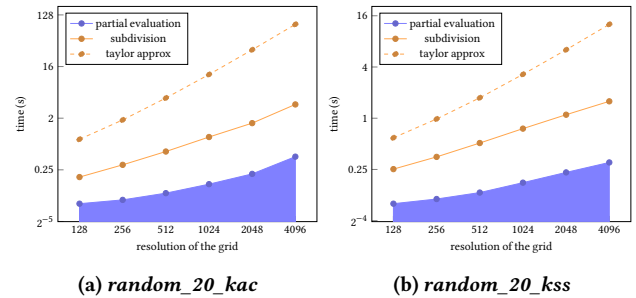 128
16
2
0.25
2^-5
time (s)
partial evaluation
subdivision
taylor approx
128 256 512 1024 2048 4096
resolution of the grid
(a) random_20_kac
16
4
1
0.25
2^-4
time (s)
partial evaluation
subdivision
taylor approx
128 256 512 1024 2048 4096
resolution of the grid
(b) random_20_kss